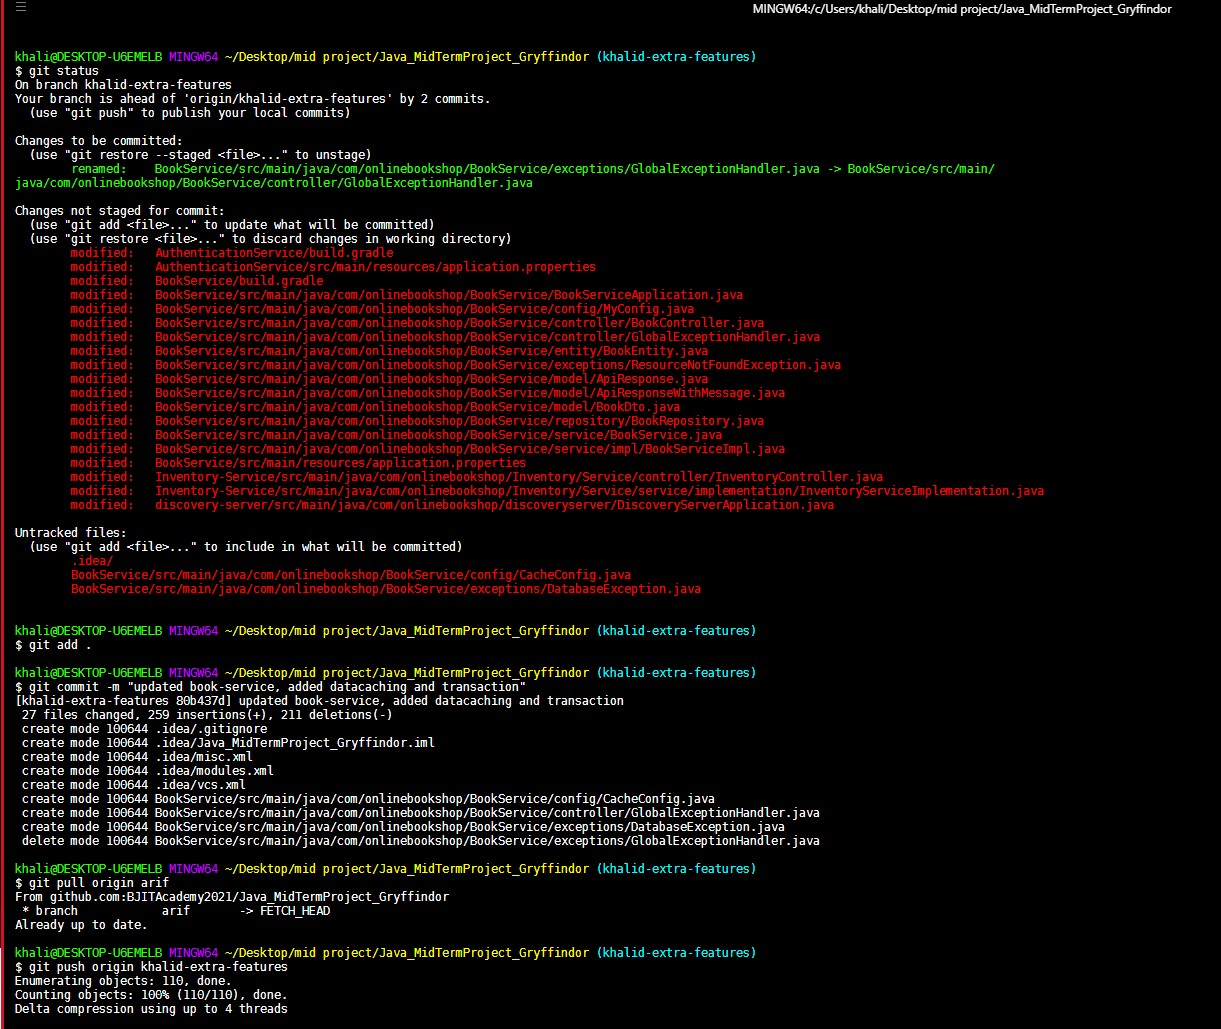 MINGW64:/c/Users/khali/Desktop/mid project/Java_MidTermProject_Gryffindor
khali@DESKTOP-U6EMELB MINGW64 ~/Desktop/mid project/Java_MidTermProject_Gryffindor (khalid-extra-features)
$ git status
On branch khalid-extra-features
Your branch is ahead of 'origin/khalid-extra-features' by 2 commits.
  (use "git push" to publish your local commits)
Changes to be committed:
  (use "git restore --staged <file>..." to unstage)
        renamed:    BookService/src/main/java/com/onlinebookshop/BookService/exceptions/GlobalExceptionHandler.java -> BookService/src/main/
java/com/onlinebookshop/BookService/controller/GlobalExceptionHandler.java
Changes not staged for commit:
  (use "git add <file>..." to update what will be committed)
  (use "git restore <file>..." to discard changes in working directory)
        modified:   AuthenticationService/build.gradle
        modified:   AuthenticationService/src/main/resources/application.properties
        modified:   BookService/build.gradle
        modified:   BookService/src/main/java/com/onlinebookshop/BookService/BookServiceApplication.java
        modified:   BookService/src/main/java/com/onlinebookshop/BookService/config/MyConfig.java
        modified:   BookService/src/main/java/com/onlinebookshop/BookService/controller/BookController.java
        modified:   BookService/src/main/java/com/onlinebookshop/BookService/controller/GlobalExceptionHandler.java
        modified:   BookService/src/main/java/com/onlinebookshop/BookService/entity/BookEntity.java
        modified:   BookService/src/main/java/com/onlinebookshop/BookService/exceptions/ResourceNotFoundException.java
        modified:   BookService/src/main/java/com/onlinebookshop/BookService/model/ApiResponse.java
        modified:   BookService/src/main/java/com/onlinebookshop/BookService/model/ApiResponseWithMessage.java
        modified:   BookService/src/main/java/com/onlinebookshop/BookService/model/BookDto.java
        modified:   BookService/src/main/java/com/onlinebookshop/BookService/repository/BookRepository.java
        modified:   BookService/src/main/java/com/onlinebookshop/BookService/service/BookService.java
        modified:   BookService/src/main/java/com/onlinebookshop/BookService/service/impl/BookServiceImpl.java
        modified:   BookService/src/main/resources/application.properties
        modified:   Inventory-Service/src/main/java/com/onlinebookshop/Inventory/Service/controller/InventoryController.java
        modified:   Inventory-Service/src/main/java/com/onlinebookshop/Inventory/Service/service/implementation/InventoryServiceImplementation.java
        modified:   discovery-server/src/main/java/com/onlinebookshop/discoveryserver/DiscoveryServerApplication.java
Untracked files:
  (use "git add <file>..." to include in what will be committed)
        .idea/
        BookService/src/main/java/com/onlinebookshop/BookService/config/CacheConfig.java
        BookService/src/main/java/com/onlinebookshop/BookService/exceptions/DatabaseException.java
khali@DESKTOP-U6EMELB MINGW64 ~/Desktop/mid project/Java_MidTermProject_Gryffindor (khalid-extra-features)
$ git add .
khali@DESKTOP-U6EMELB MINGW64 ~/Desktop/mid project/Java_MidTermProject_Gryffindor (khalid-extra-features)
$ git commit -m "updated book-service, added datacaching and transaction"
[khalid-extra-features 80b437d] updated book-service, added datacaching and transaction
 27 files changed, 259 insertions(+), 211 deletions(-)
 create mode 100644 .idea/.gitignore
 create mode 100644 .idea/Java_MidTermProject_Gryffindor.iml
 create mode 100644 .idea/misc.xml
 create mode 100644 .idea/modules.xml
 create mode 100644 .idea/vcs.xml
 create mode 100644 BookService/src/main/java/com/onlinebookshop/BookService/config/CacheConfig.java
 create mode 100644 BookService/src/main/java/com/onlinebookshop/BookService/controller/GlobalExceptionHandler.java
 create mode 100644 BookService/src/main/java/com/onlinebookshop/BookService/exceptions/DatabaseException.java
 delete mode 100644 BookService/src/main/java/com/onlinebookshop/BookService/exceptions/GlobalExceptionHandler.java
khali@DESKTOP-U6EMELB MINGW64 ~/Desktop/mid project/Java_MidTermProject_Gryffindor (khalid-extra-features)
$ git pull origin arif
From github.com:BJITAcademy2021/Java_MidTermProject_Gryffindor
 * branch            arif       -> FETCH_HEAD
Already up to date.
khali@DESKTOP-U6EMELB MINGW64 ~/Desktop/mid project/Java_MidTermProject_Gryffindor (khalid-extra-features)
$ git push origin khalid-extra-features
Enumerating objects: 110, done.
Counting objects: 100% (110/110), done.
Delta compression using up to 4 threads